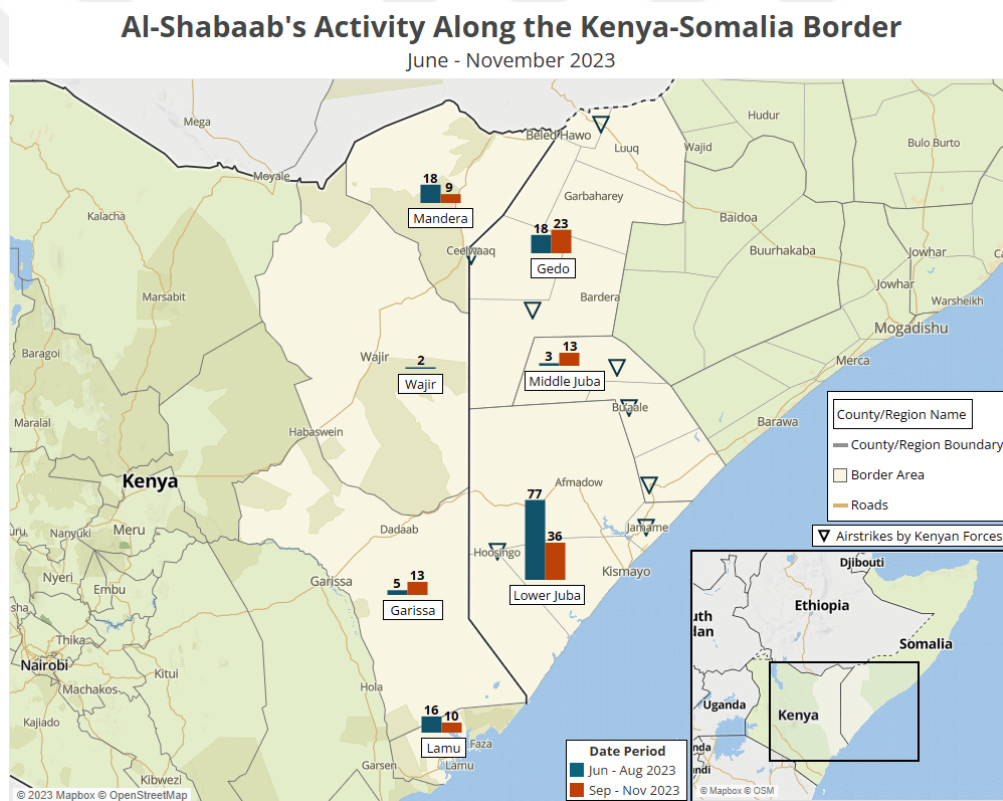 Al-Shabaab's Activity Along the Kenya-Somalia Border
June - November 2023
Mega
Moyale
Kalacha
Marsabit
Baragoi
Maralal
Kenya
Meru
Nanyuki
Nyeri
Embu
Thika
Nairobi
Machakos
Kajiado
Kitui
Kibwezi
Beled Hawo
Luuq
Wajid
Hudur
Bulo Burto
18
9
Mandera
Garbaharey
Baidoa
18
23
Gedo
Ceelwaaq
Buurhakaba
Jowhar
Jowhar
Warsheikh
Bardera
Mogadishu
Wajir
2
Wajir
3
13
Middle Juba
Merca
Bu'aale
Barawa
Habaswein
Afmadow
77
36
Lower Juba
Dadaab
Hoosingo
Jamame
Kismayo
Garissa
5
13
Garissa
Hola
16
10
Lamu
Faza
Lamu
Garsen
County/Region Name
County/Region Boundary
Border Area
Roads
Airstrikes by Kenyan Forces
Djibouti
Ethiopia
Somalia
Uganda
Kenya
© Mapbox © OSM
Date Period
Jun - Aug 2023
Sep - Nov 2023
© 2023 Mapbox © OpenStreetMap